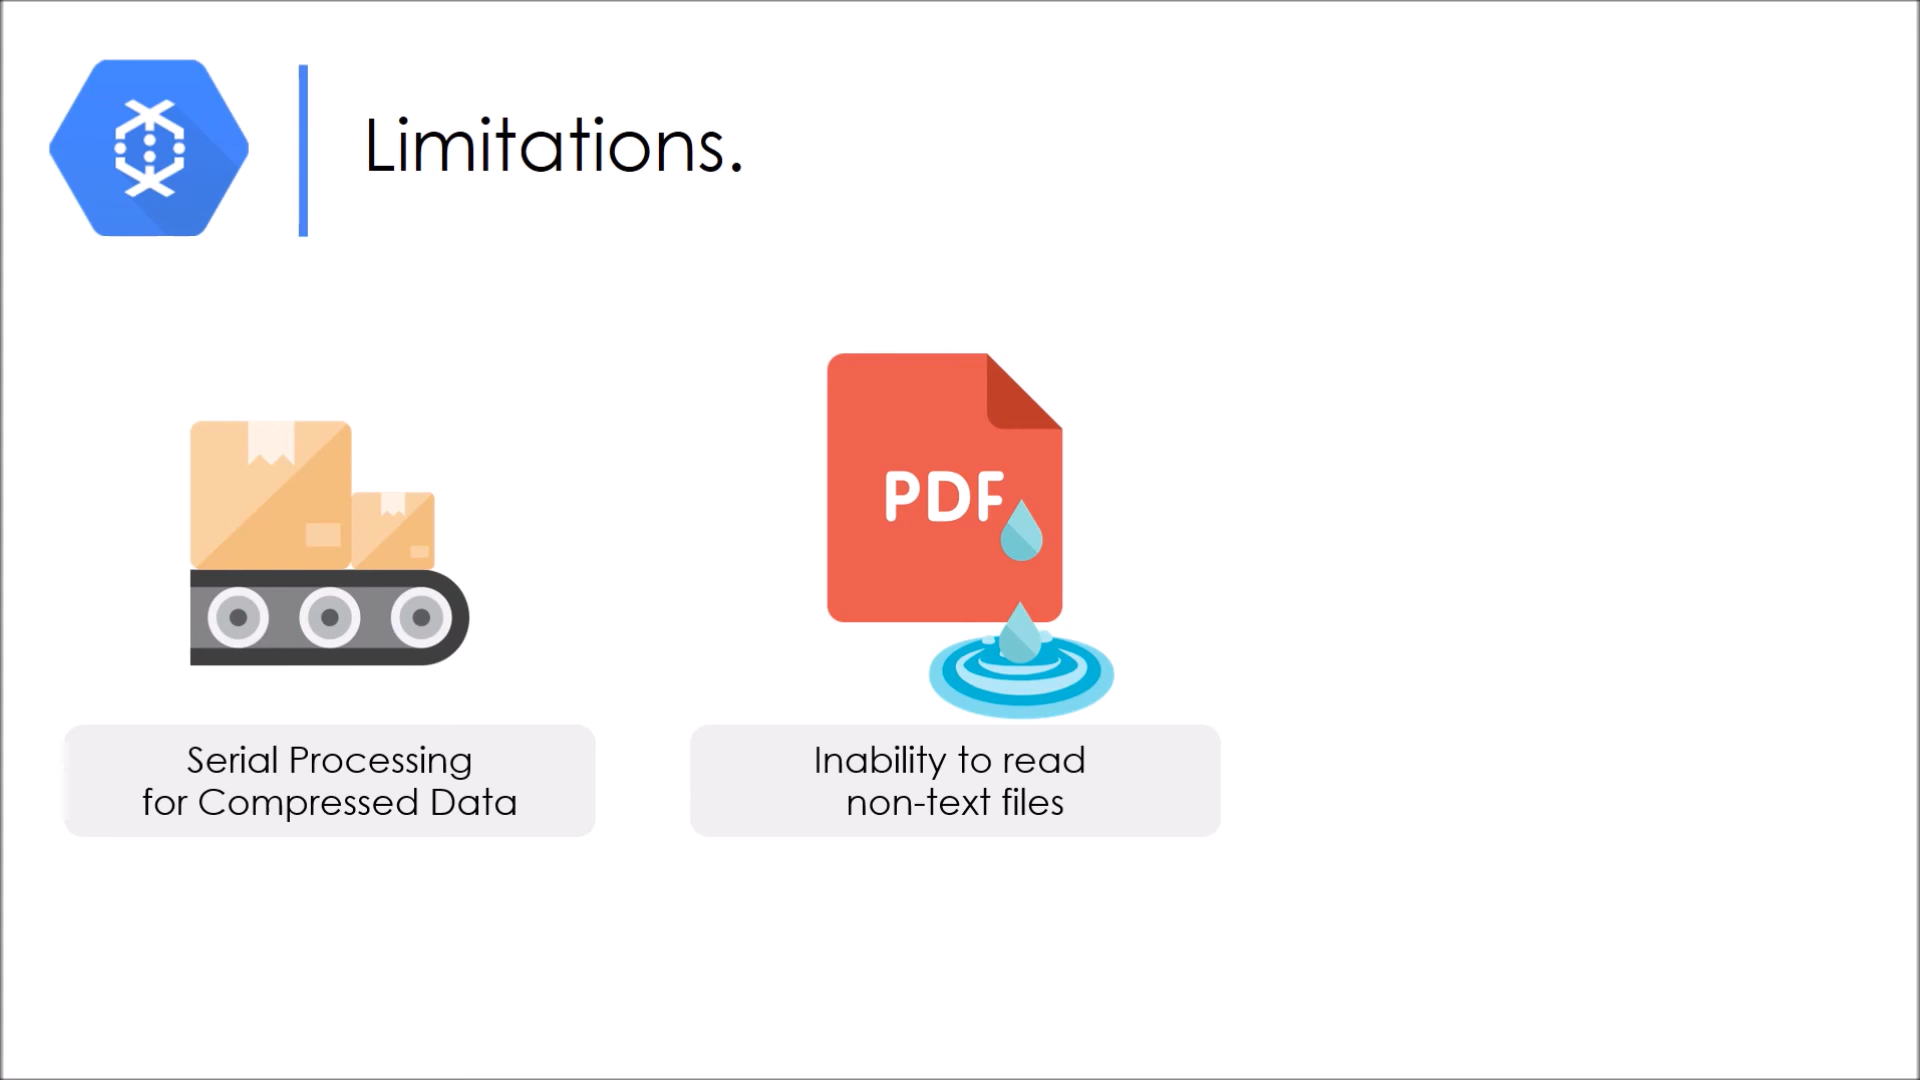 Limitations.
PDF
Serial Processing
for Compressed Data
Inability to read
non-text files